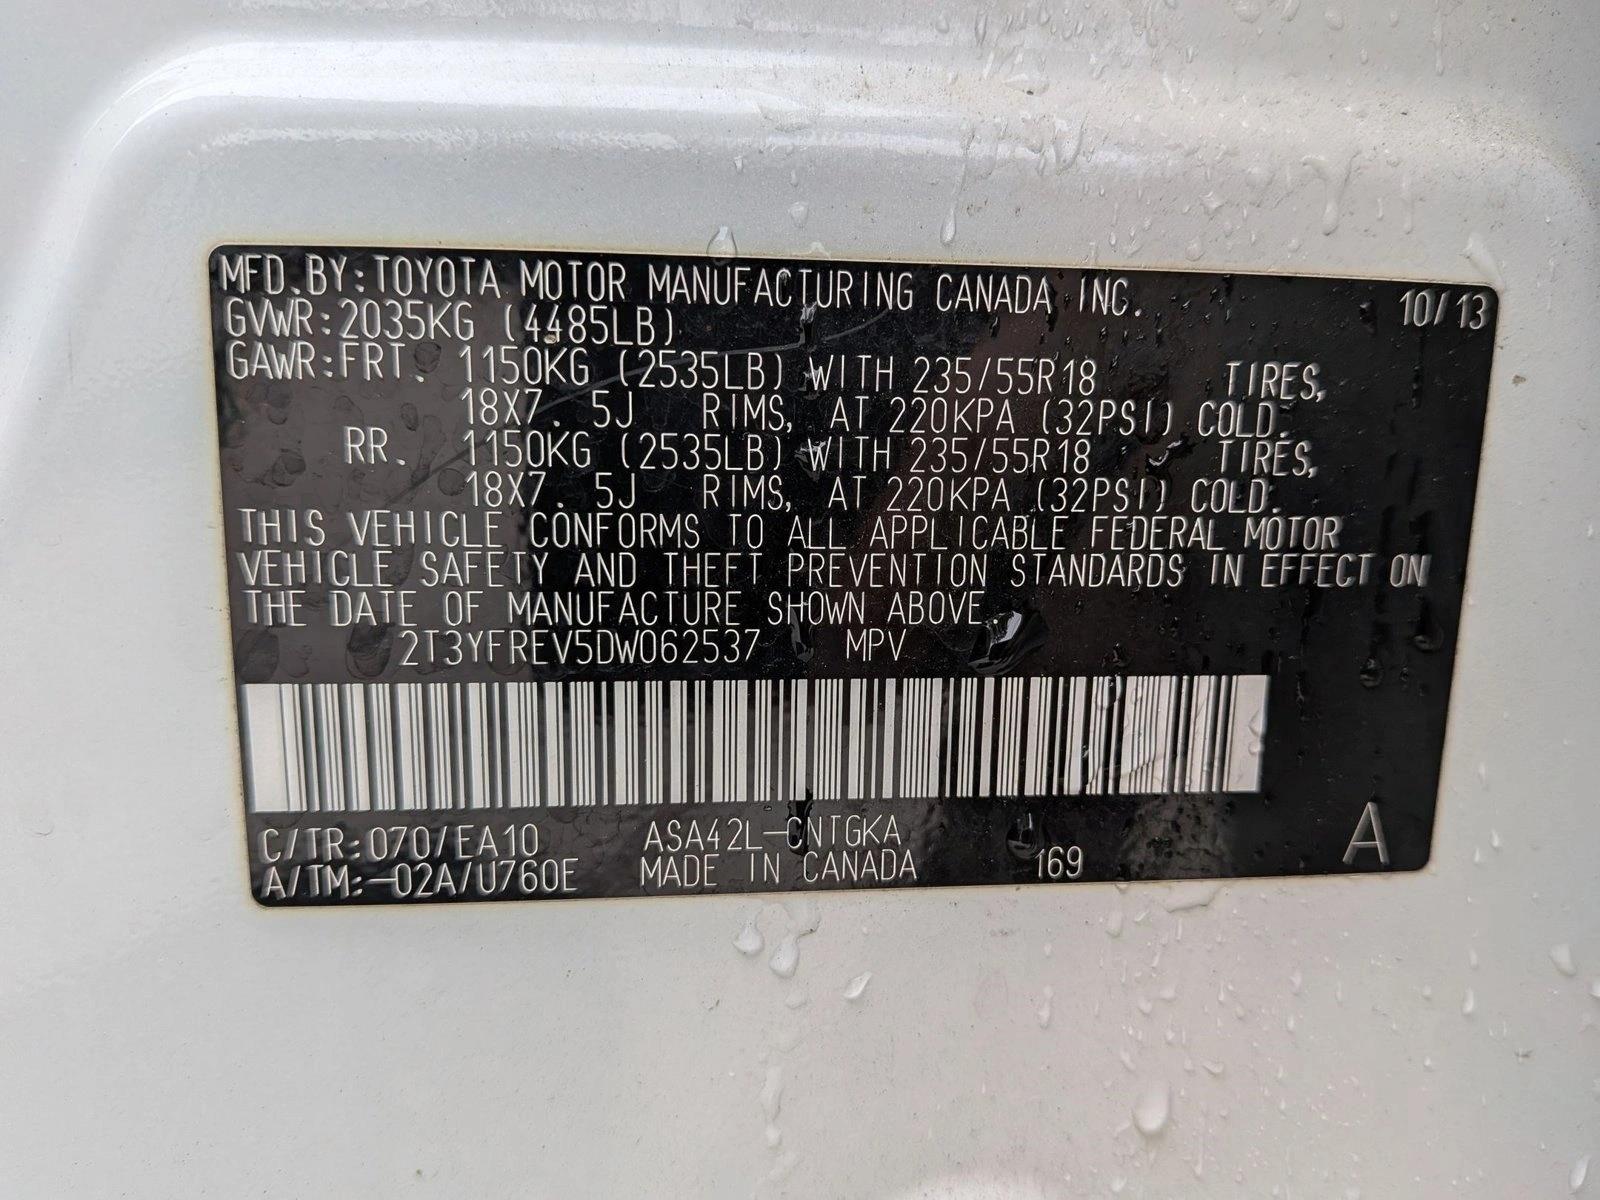 MFD.BY:TOYOTA MOTOR MANUFACTURING CANADA INC. 10/13
GVWR:2035KG (4485LB)
GAWR:FRT. 1150KG (2535LB) WITH 235/55R18 TIRES,
18X7.5J RIMS, AT 220KPA (32PSI) COLD.
RR. 1150KG (2535LB) WITH 235/55R18 TIRES,
18X7.5J RIMS, AT 220KPA (32PSI) COLD.
THIS VEHICLE CONFORMS TO ALL APPLICABLE FEDERAL MOTOR
VEHICLE SAFETY AND THEFT PREVENTION STANDARDS IN EFFECT ON
THE DATE OF MANUFACTURE SHOWN ABOVE.
2T3YFREV5DW062537 MPV
C/TR:070/EA10 ASA42L-CNTGKA
A/TM:-02A/U760E MADE IN CANADA 169 A